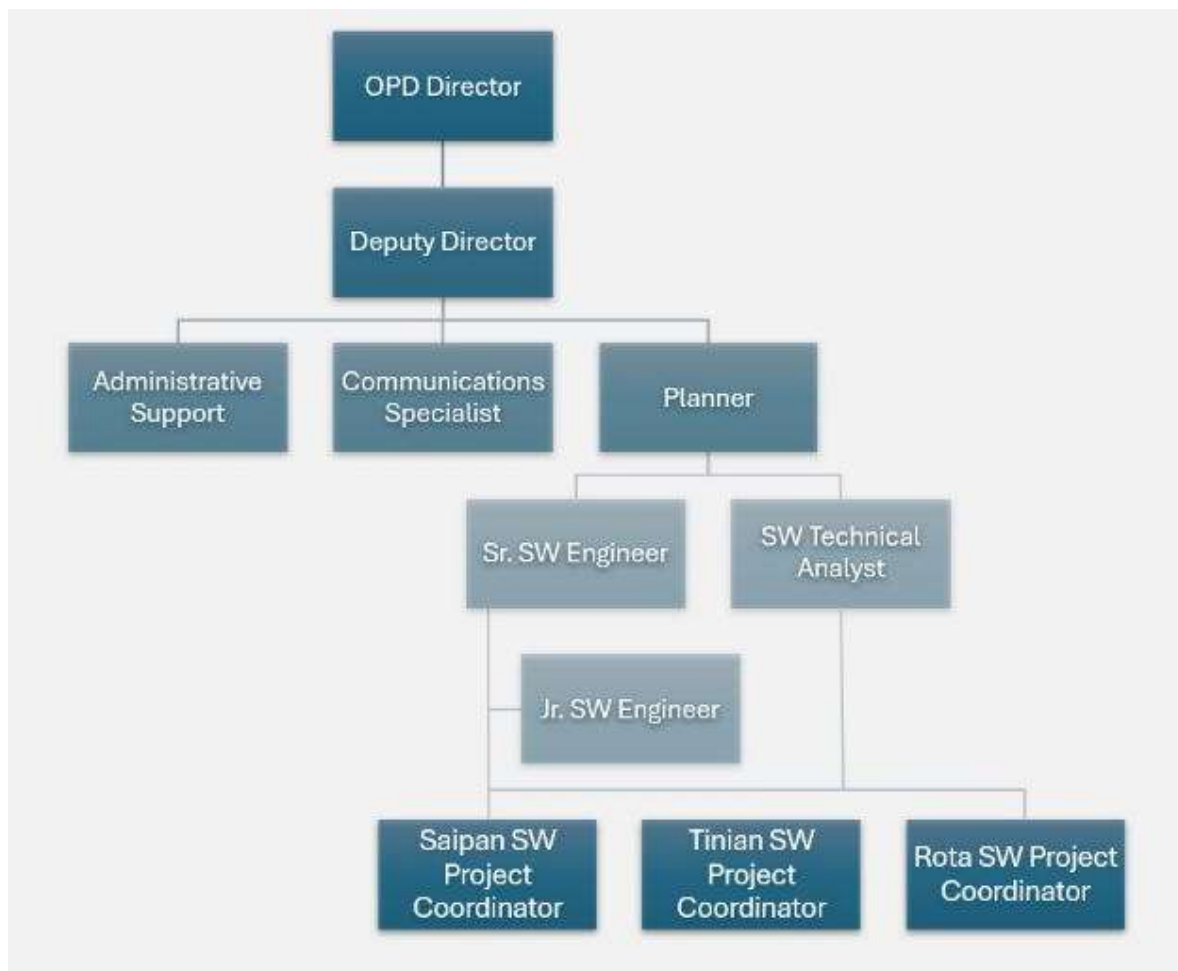 OPD Director
Deputy Director
Administrative
Support
Communications
Specialist
Planner
Sr. SW Engineer
SW Technical
Analyst
Jr. SW Engineer
Saipan SW
Project
Coordinator
Tinian SW
Project
Coordinator
Rota SW Project
Coordinator